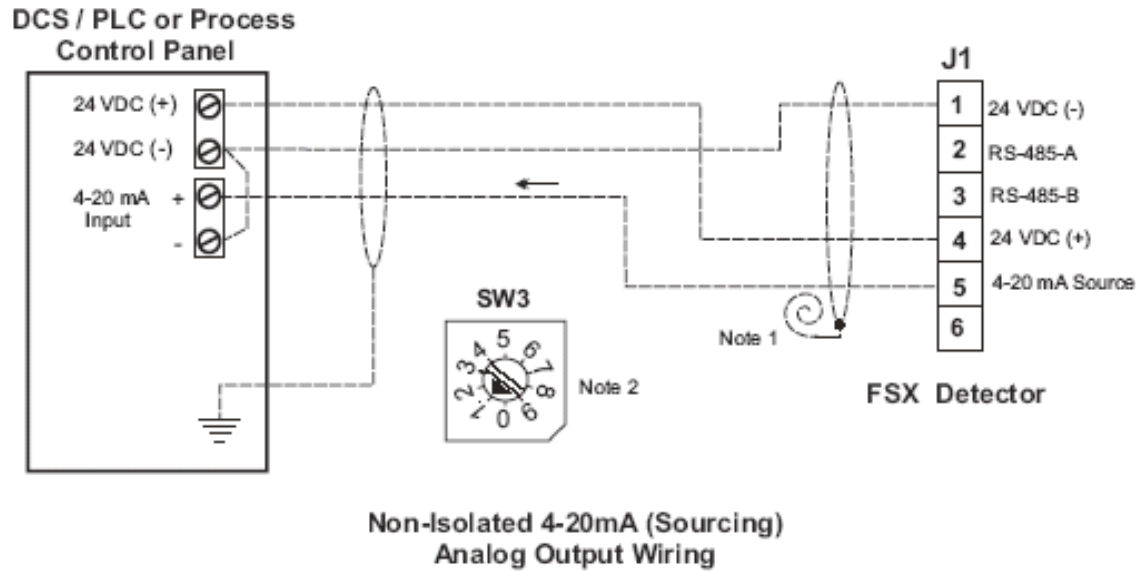 DCS / PLC or Process
Control Panel
24 VDC (+)
24 VDC (-)
4-20 mA +
Input
-
J1
1 24 VDC (-)
2 RS-485-A
3 RS-485-B
4 24 VDC (+)
5 4-20 mA Source
6
FSX Detector
Note 1
SW3
0 1 2 3 4 5 6 7 8 9
Note 2
Non-Isolated 4-20mA (Sourcing)
Analog Output Wiring